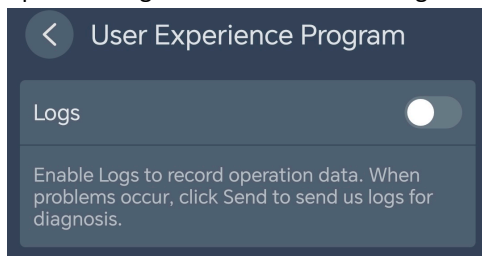 User Experience Program
Logs
Enable Logs to record operation data. When
problems occur, click Send to send us logs for
diagnosis.